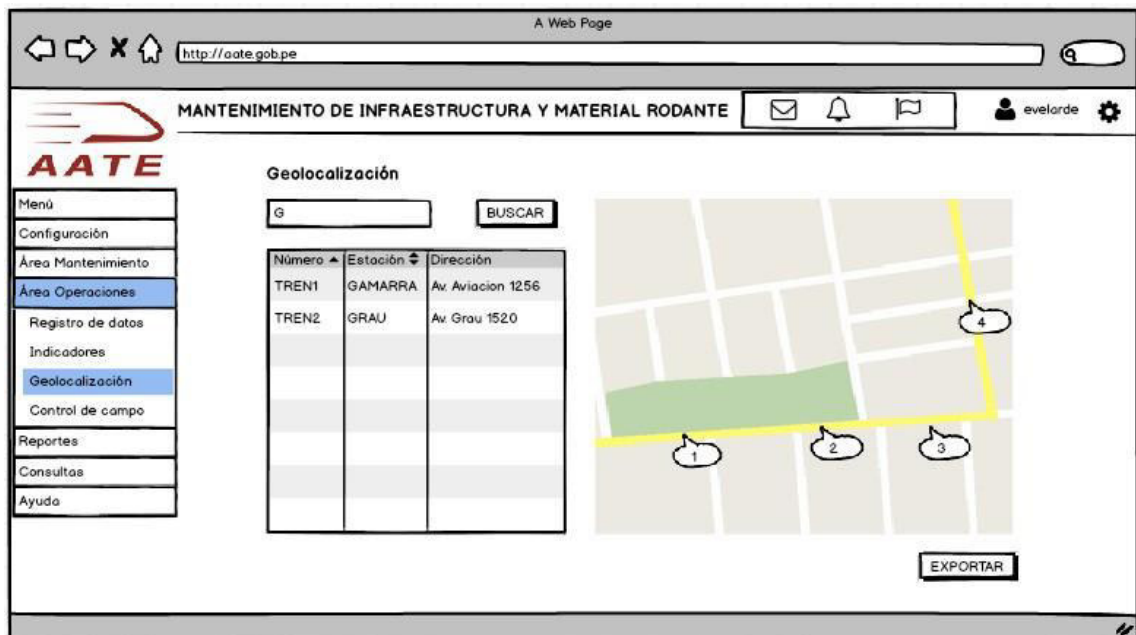 A Web Page
http://aate.gob.pe
MANTENIMIENTO DE INFRAESTRUCTURA Y MATERIAL RODANTE
evelarde
AATE
Menú
Configuración
Área Mantenimiento
Área Operaciones
Registro de datos
Indicadores
Geolocalización
Control de campo
Reportes
Consultas
Ayuda
Geolocalización
G
BUSCAR
Número Estación Dirección
TREN1 GAMARRA Av. Aviacion 1256
TREN2 GRAU Av. Grau 1520
4
1 2 3
EXPORTAR